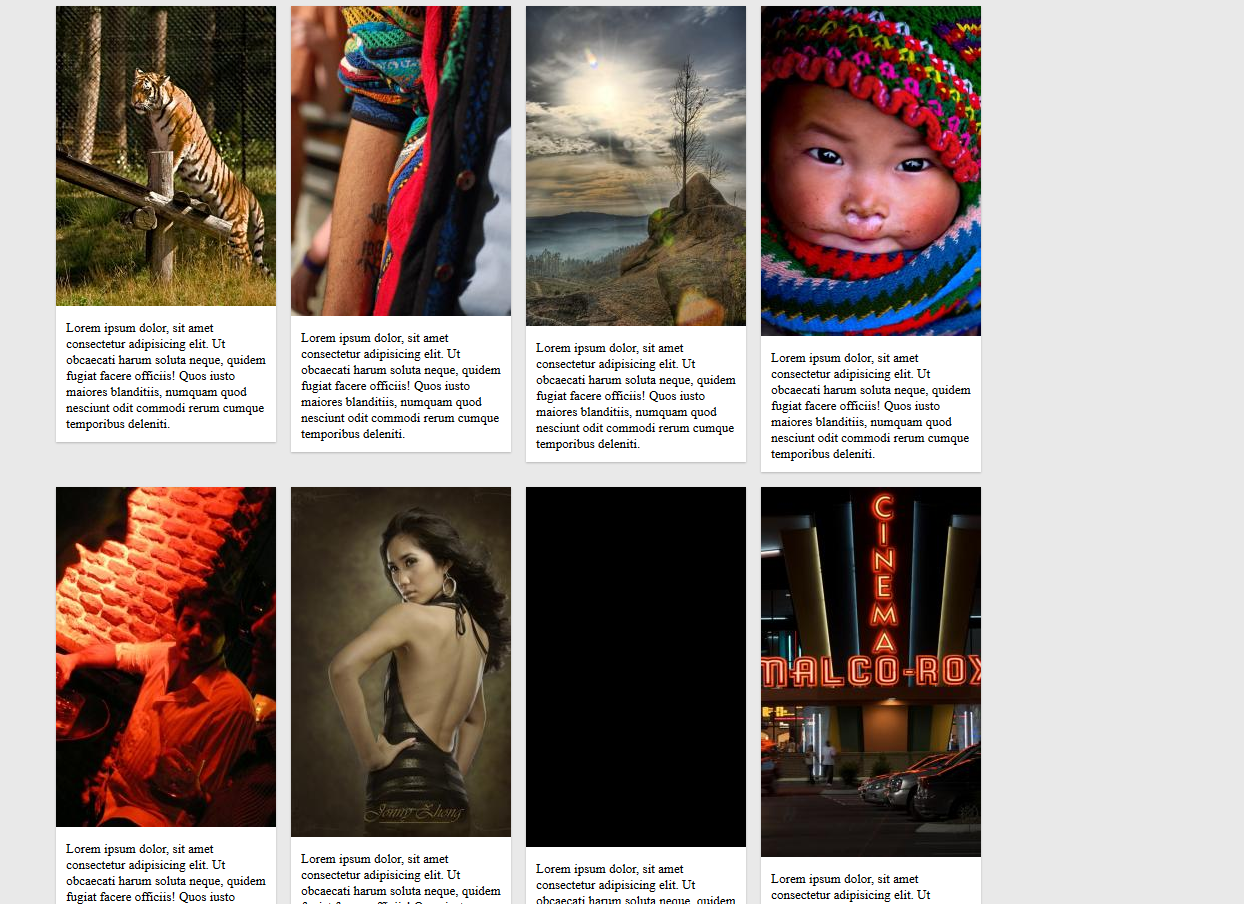 Lorem ipsum dolor, sit amet
consectetur adipisicing elit. Ut
obcaecati harum soluta neque, quidem
fugiat facere officiis! Quos iusto
maiores blanditiis, numquam quod
nesciunt odit commodi rerum cumque
temporibus deleniti.
Lorem ipsum dolor, sit amet
consectetur adipisicing elit. Ut
obcaecati harum soluta neque, quidem
fugiat facere officiis! Quos iusto
maiores blanditiis, numquam quod
nesciunt odit commodi rerum cumque
temporibus deleniti.
Lorem ipsum dolor, sit amet
consectetur adipisicing elit. Ut
obcaecati harum soluta neque, quidem
fugiat facere officiis! Quos iusto
maiores blanditiis, numquam quod
nesciunt odit commodi rerum cumque
temporibus deleniti.
Lorem ipsum dolor, sit amet
consectetur adipisicing elit. Ut
obcaecati harum soluta neque, quidem
fugiat facere officiis! Quos iusto
maiores blanditiis, numquam quod
nesciunt odit commodi rerum cumque
temporibus deleniti.
Lorem ipsum dolor, sit amet
consectetur adipisicing elit. Ut
obcaecati harum soluta neque, quidem
fugiat facere officiis! Quos iusto
Jonny Zhong
Lorem ipsum dolor, sit amet
consectetur adipisicing elit. Ut
obcaecati harum soluta neque, quidem
Lorem ipsum dolor, sit amet
consectetur adipisicing elit. Ut
obcaecati harum soluta neque, quidem
CINEMA
MALCO-ROX
Lorem ipsum dolor, sit amet
consectetur adipisicing elit. Ut